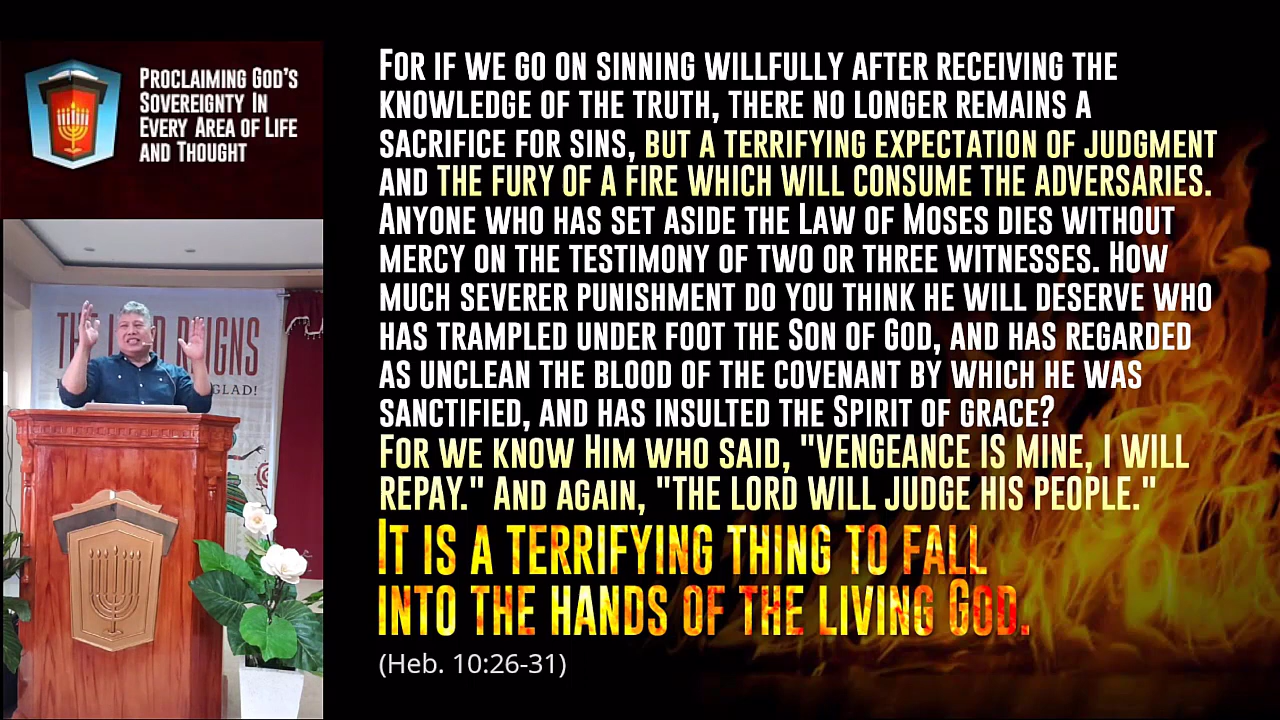 PROCLAIMING GOD'S
SOVEREIGNTY IN
EVERY AREA OF LIFE
AND THOUGHT
THE LORD REIGNS
GLAD!
FOR IF WE GO ON SINNING WILLFULLY AFTER RECEIVING THE
KNOWLEDGE OF THE TRUTH, THERE NO LONGER REMAINS A
SACRIFICE FOR SINS, BUT A TERRIFYING EXPECTATION OF JUDGMENT
AND THE FURY OF A FIRE WHICH WILL CONSUME THE ADVERSARIES.
ANYONE WHO HAS SET ASIDE THE LAW OF MOSES DIES WITHOUT
MERCY ON THE TESTIMONY OF TWO OR THREE WITNESSES. HOW
MUCH SEVERER PUNISHMENT DO YOU THINK HE WILL DESERVE WHO
HAS TRAMPLED UNDER FOOT THE SON OF GOD, AND HAS REGARDED
AS UNCLEAN THE BLOOD OF THE COVENANT BY WHICH HE WAS
SANCTIFIED, AND HAS INSULTED THE SPIRIT OF GRACE?
FOR WE KNOW HIM WHO SAID, "VENGEANCE IS MINE, I WILL
REPAY." AND AGAIN, "THE LORD WILL JUDGE HIS PEOPLE."
IT IS A TERRIFYING THING TO FALL
INTO THE HANDS OF THE LIVING GOD.
(Heb. 10:26-31)